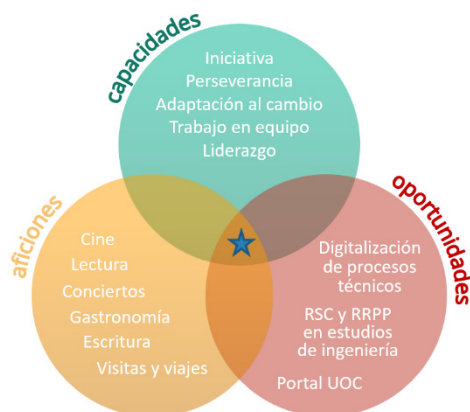 capacidades
Iniciativa
Perseverancia
Adaptación al cambio
Trabajo en equipo
Liderazgo
aficiones
Cine
Lectura
Conciertos
Gastronomía
Escritura
Visitas y viajes
oportunidades
Digitalización
de procesos
técnicos
RSC y RRPP
en estudios
de ingeniería
Portal UOC